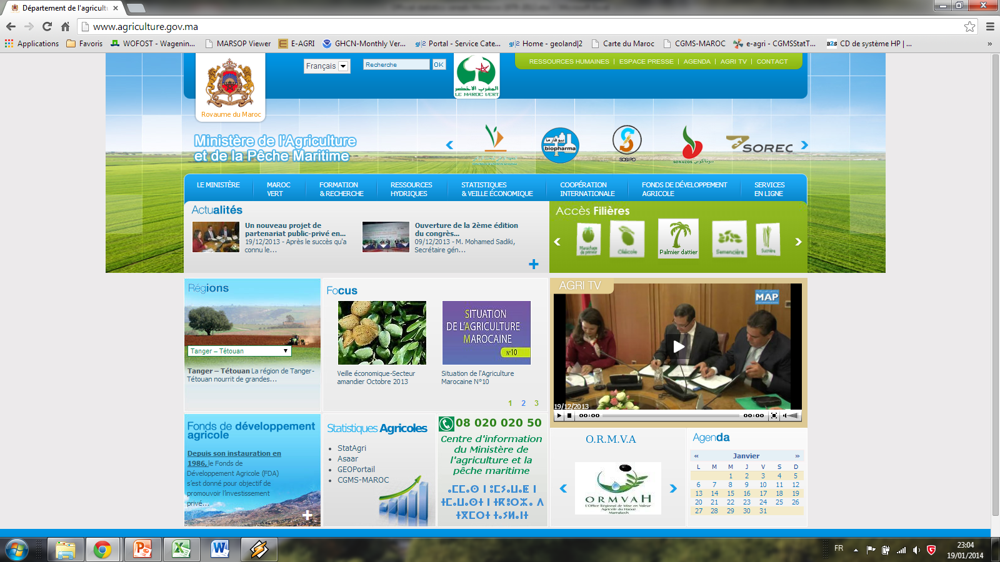 Département de l'agricultu
www.agriculture.gov.ma
Applications
Favoris
WOFOST - Wagenin...
MARSOP Viewer
E-AGRI
GHCN-Monthly Ver...
Portal - Service Cate...
Home - geoland|2
Carte du Maroc
CGMS-MAROC
e-agri - CGMSStatT...
CD de système HP | ...
»
Français
Recherche
OK
RESSOURCES HUMAINES | ESPACE PRESSE | AGENDA | AGRI TV | CONTACT
المغرب الأخضر
LE MAROC VERT
Royaume du Maroc
Ministère de l'Agriculture
et de la Pêche Maritime
بيوفارما
biopharma
SOSIPO
SONACOS سوناكوس
SOREC
LE MINISTÈRE
MAROC
VERT
FORMATION
& RECHERCHE
RESSOURCES
HYDRIQUES
STATISTIQUES
& VEILLE ÉCONOMIQUE
COOPÉRATION
INTERNATIONALE
FONDS DE DÉVELOPPEMENT
AGRICOLE
SERVICES
EN LIGNE
Actualités
Un nouveau projet de
partenariat public-privé en...
19/12/2013 - Après le succès qu'a
connu le...
Ouverture de la 2ème édition
du congrès...
09/12/2013 - M. Mohamed Sadiki,
Secrétaire gén...
Accès Filières
Maraîchage
de primeur
Oléicole
Palmier dattier
Semencière
Sucrière
Régions
Tanger – Tétouan
Tanger – Tétouan La région de Tanger-
Tétouan nourrit de grandes...
Focus
SITUATION
DE L'AGRICULTURE
MAROCAINE
N°10
Veille économique-Secteur
amandier Octobre 2013
Situation de l'Agriculture
Marocaine N°10
1 2 3
AGRI TV
MAP
19/12/2013
00:00
00:00
Fonds de développement
agricole
Depuis son instauration en
1986, le Fonds de
Développement Agricole (FDA)
s'est donné pour objectif de
promouvoir l'investissement
privé...
Statistiques Agricoles
StatAgri
Asaar
GEOPortail
CGMS-MAROC
08 020 020 50
Centre d'information
du Ministère de
l'agriculture et la
pêche maritime
O.R.M.V.A
ORMVAH
L'Office Régional de Mise en Valeur
Agricole du Haouz
Marrakech
Agenda
« Janvier »
L M M J V S D
1 2 3 4 5
6 7 8 9 10 11 12
13 14 15 16 17 18 19
20 21 22 23 24 25 26
27 28 29 30 31
FR
23:04
19/01/2014